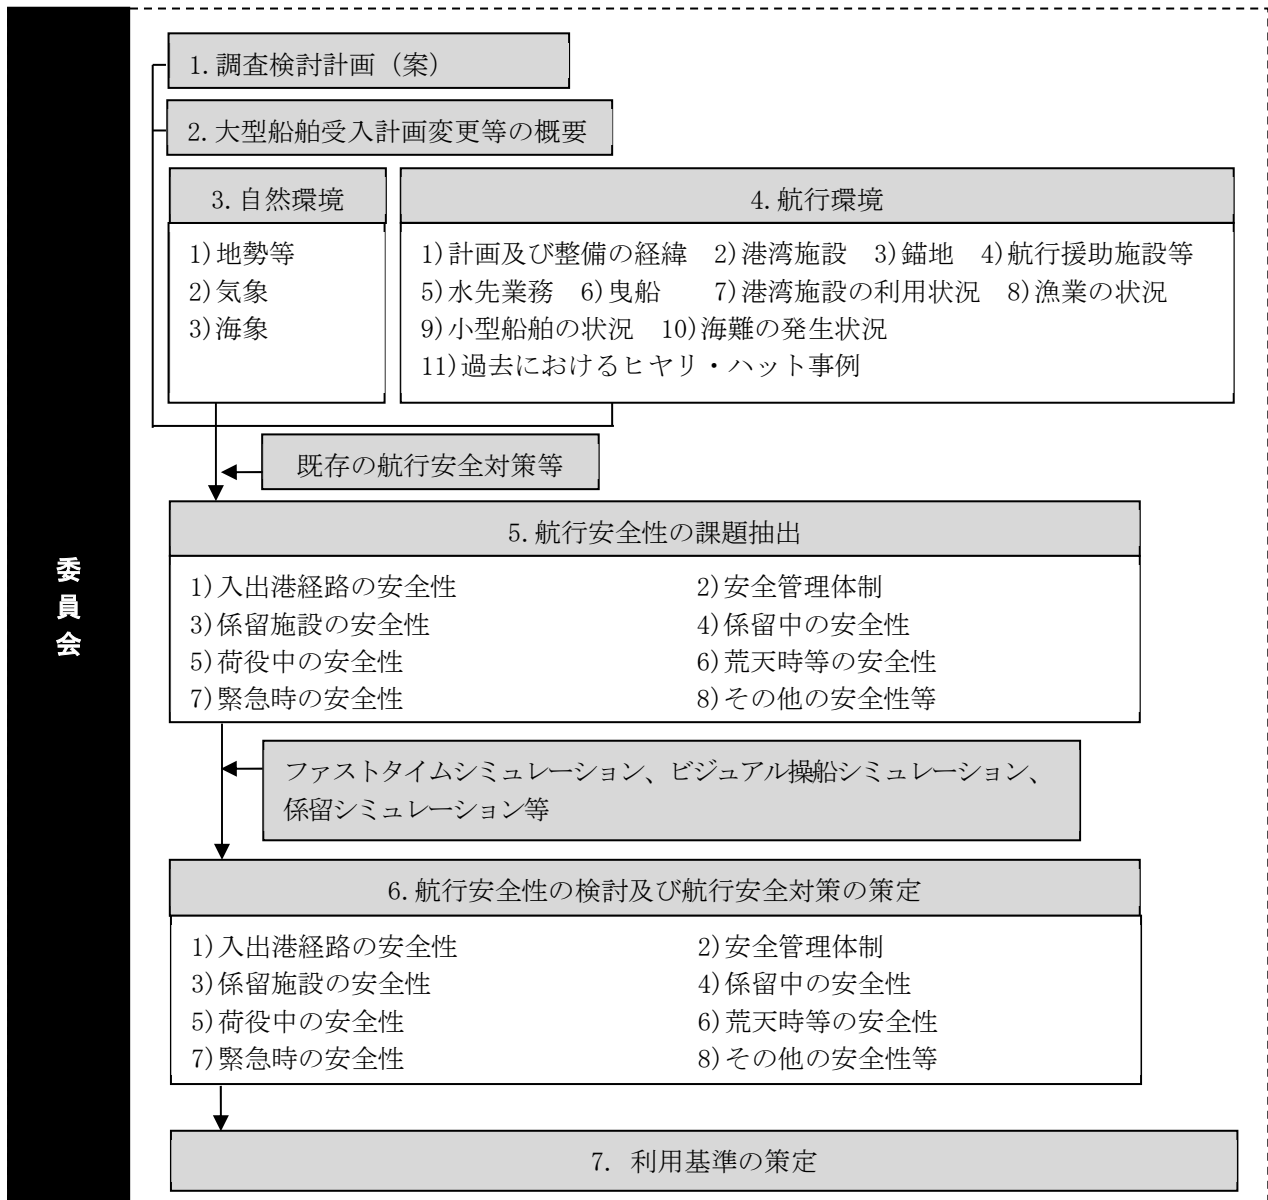 委員会
1.調査検討計画（案）
2.大型船舶受入計画変更等の概要
3.自然環境
1)地勢等
2)気象
3)海象
4.航行環境
1)計画及び整備の経緯 2)港湾施設 3)錨地 4)航行援助施設等
5)水先業務 6)曳船 7)港湾施設の利用状況 8)漁業の状況
9)小型船舶の状況 10)海難の発生状況
11)過去におけるヒヤリ・ハット事例
既存の航行安全対策等
5.航行安全性の課題抽出
1)入出港経路の安全性 2)安全管理体制
3)係留施設の安全性 4)係留中の安全性
5)荷役中の安全性 6)荒天時等の安全性
7)緊急時の安全性 8)その他の安全性等
ファストタイムシミュレーション、ビジュアル操船シミュレーション、
係留シミュレーション等
6.航行安全性の検討及び航行安全対策の策定
1)入出港経路の安全性 2)安全管理体制
3)係留施設の安全性 4)係留中の安全性
5)荷役中の安全性 6)荒天時等の安全性
7)緊急時の安全性 8)その他の安全性等
7. 利用基準の策定